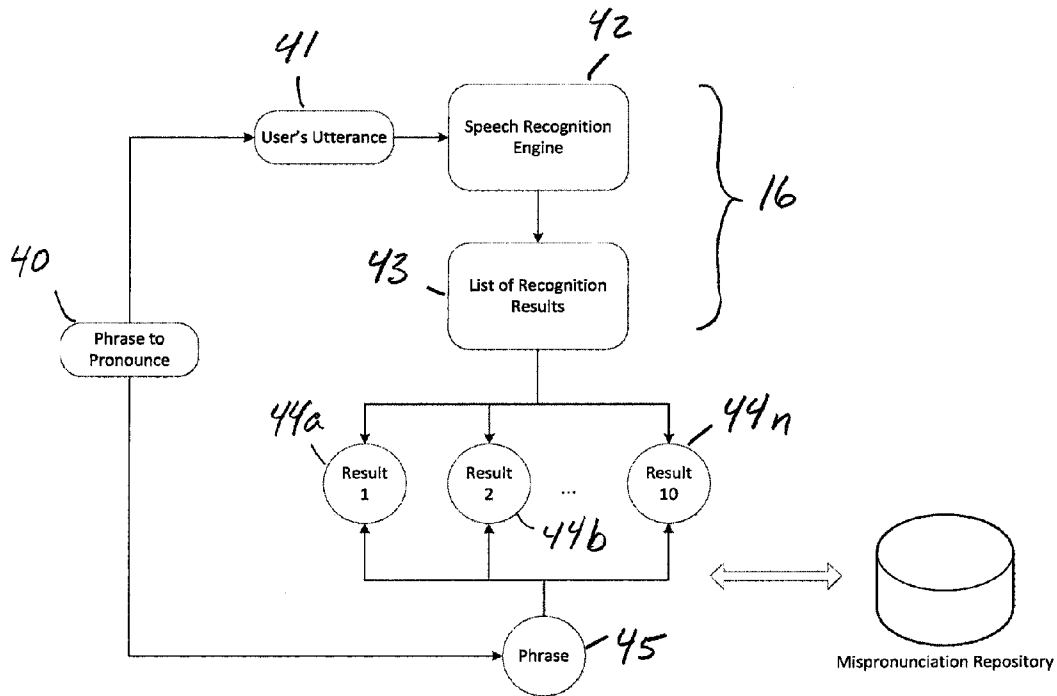 42
41
User's Utterance
Speech Recognition
Engine
16
40
43
List of Recognition
Results
Phrase to
Pronounce
44a
44n
Result
1
Result
2
...
Result
10
44b
Phrase
45
Mispronunciation Repository